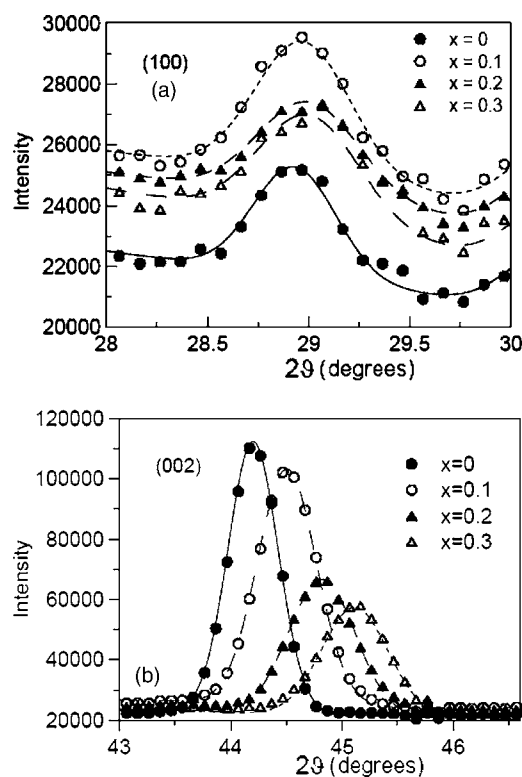 30000
28000
26000
24000
22000
20000
Intensity
(100)
(a)
x = 0
x = 0.1
x = 0.2
x = 0.3
28
28.5
29
29.5
30
2ϑ (degrees)
120000
100000
80000
60000
40000
20000
Intensity
(002)
(b)
x=0
x=0.1
x=0.2
x=0.3
43
44
45
46
2ϑ (degrees)